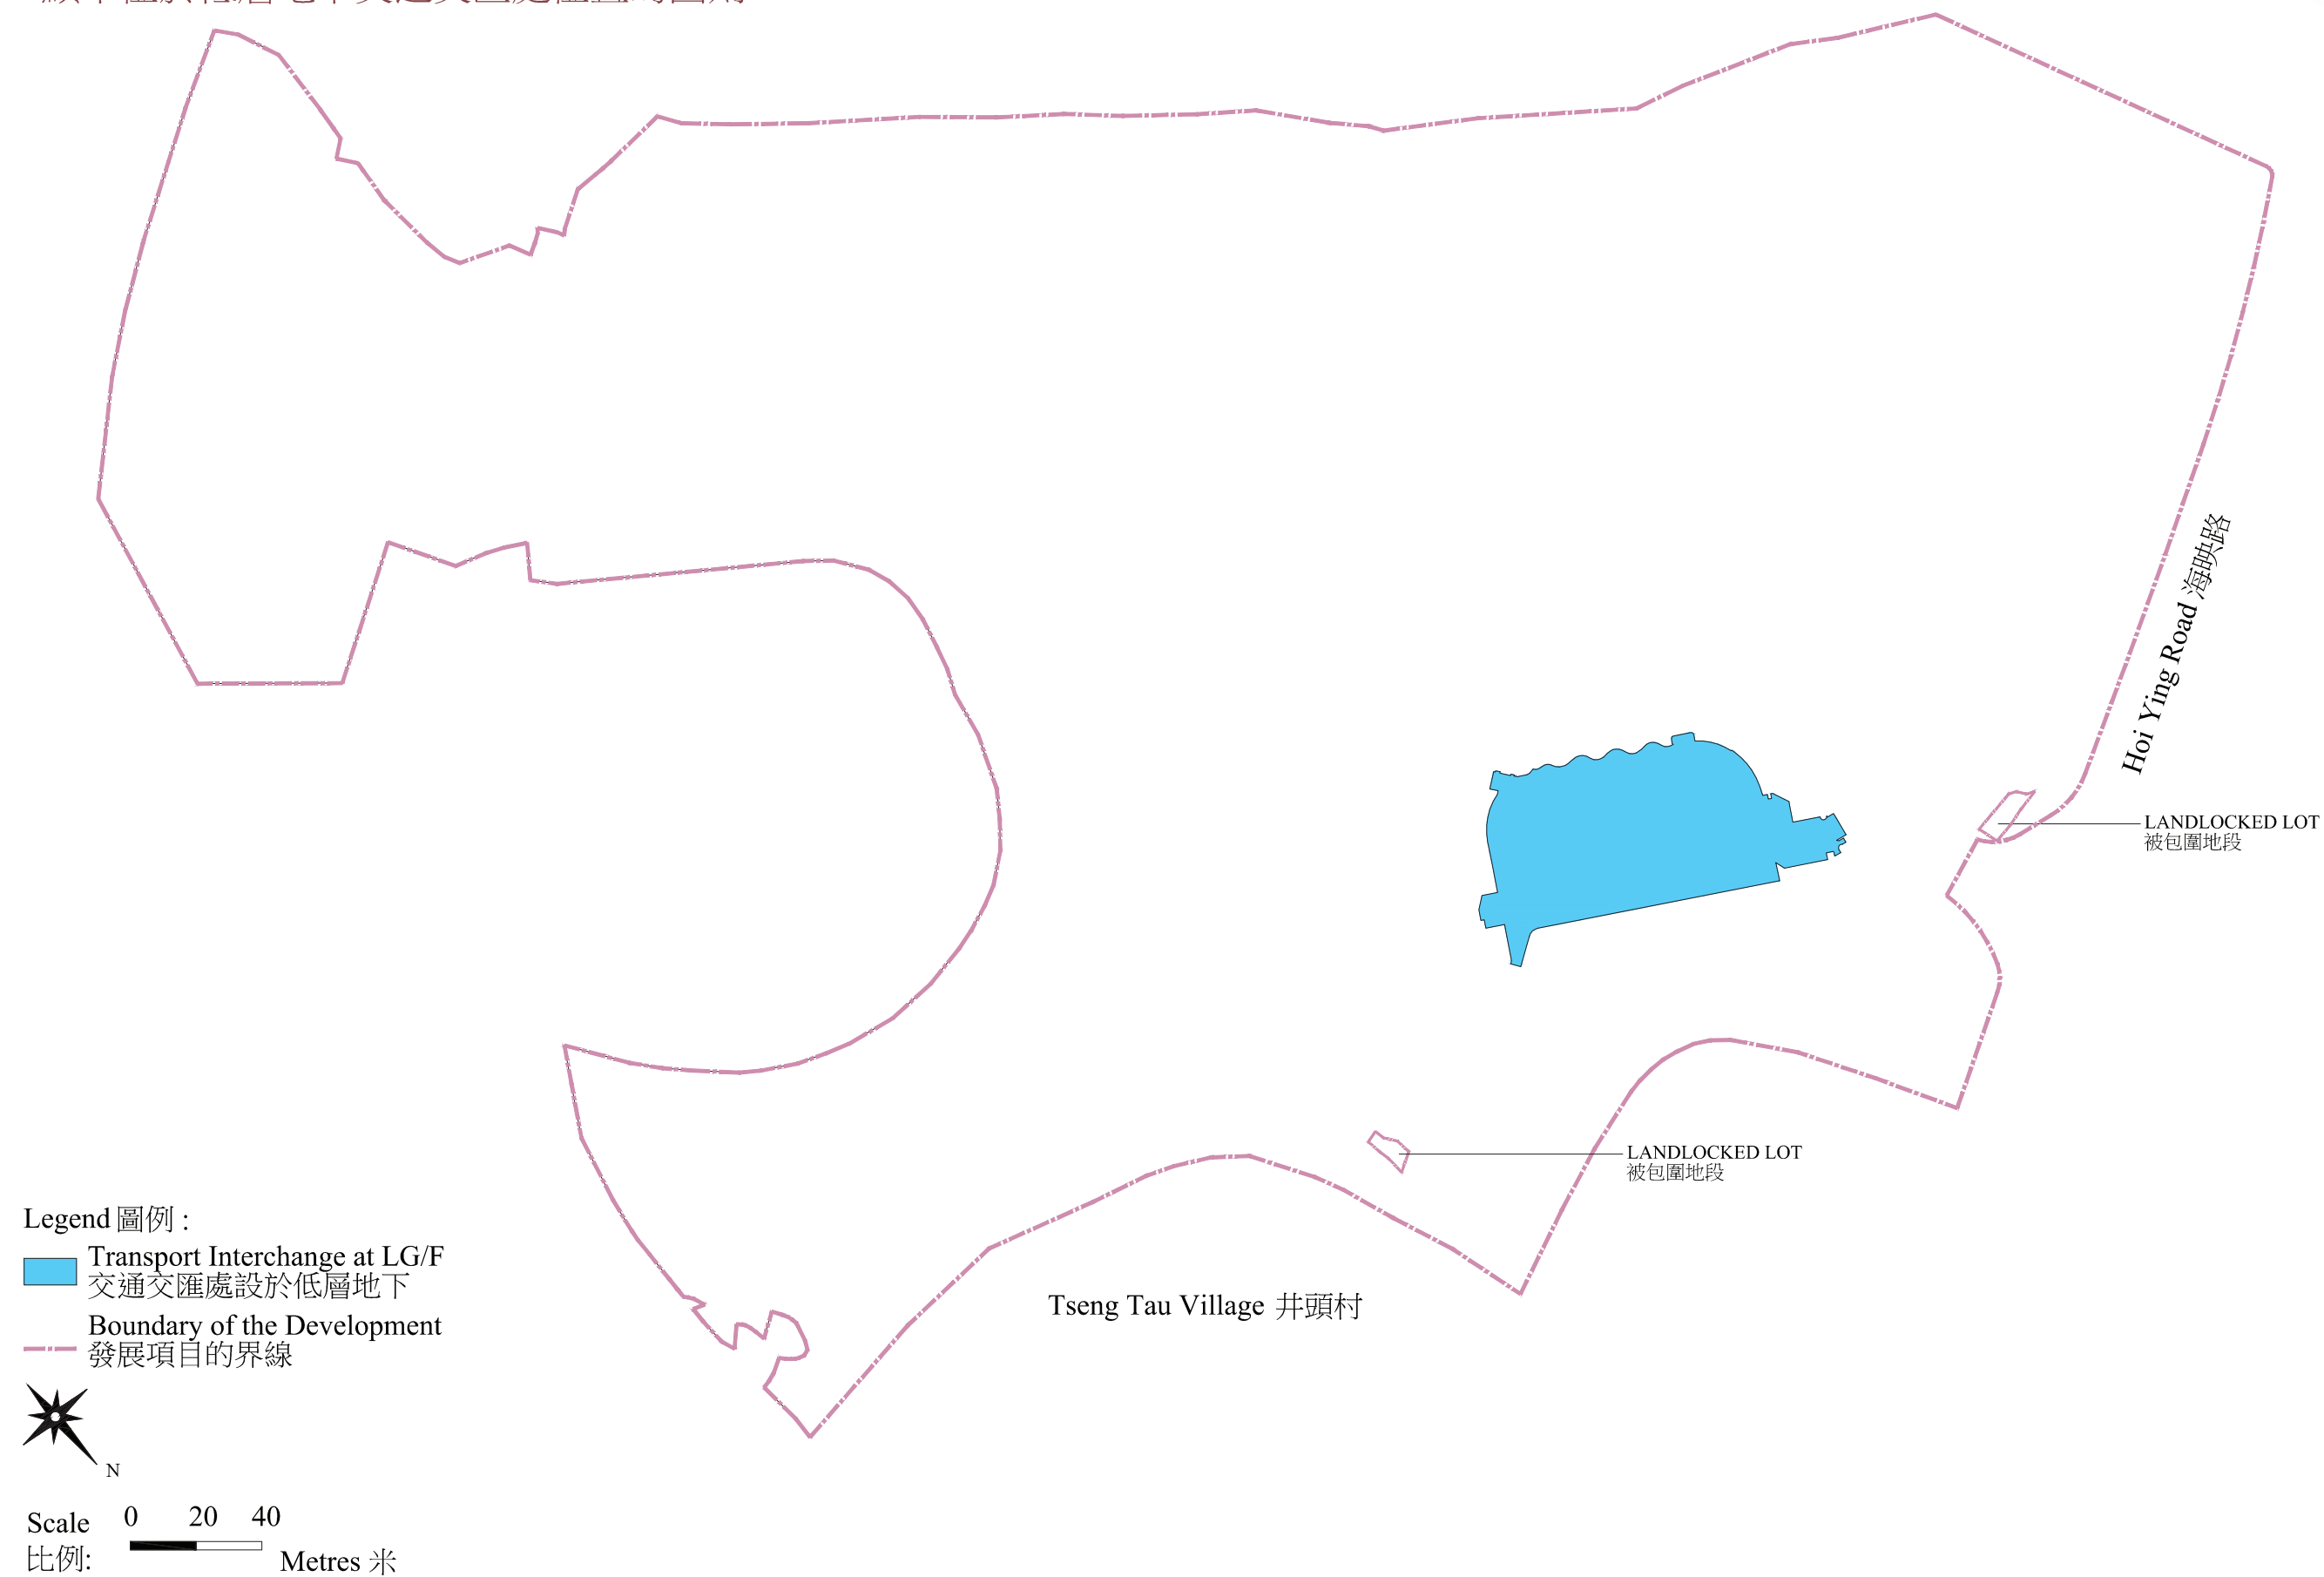 Hoi Ying Road 海映路
LANDLOCKED LOT
被包圍地段
LANDLOCKED LOT
被包圍地段
Tseng Tau Village 井頭村
Legend 圖例 :
Transport Interchange at LG/F
交通交匯處設於低層地下
Boundary of the Development
發展項目的界線
N
Scale 0 20 40
比例: Metres 米